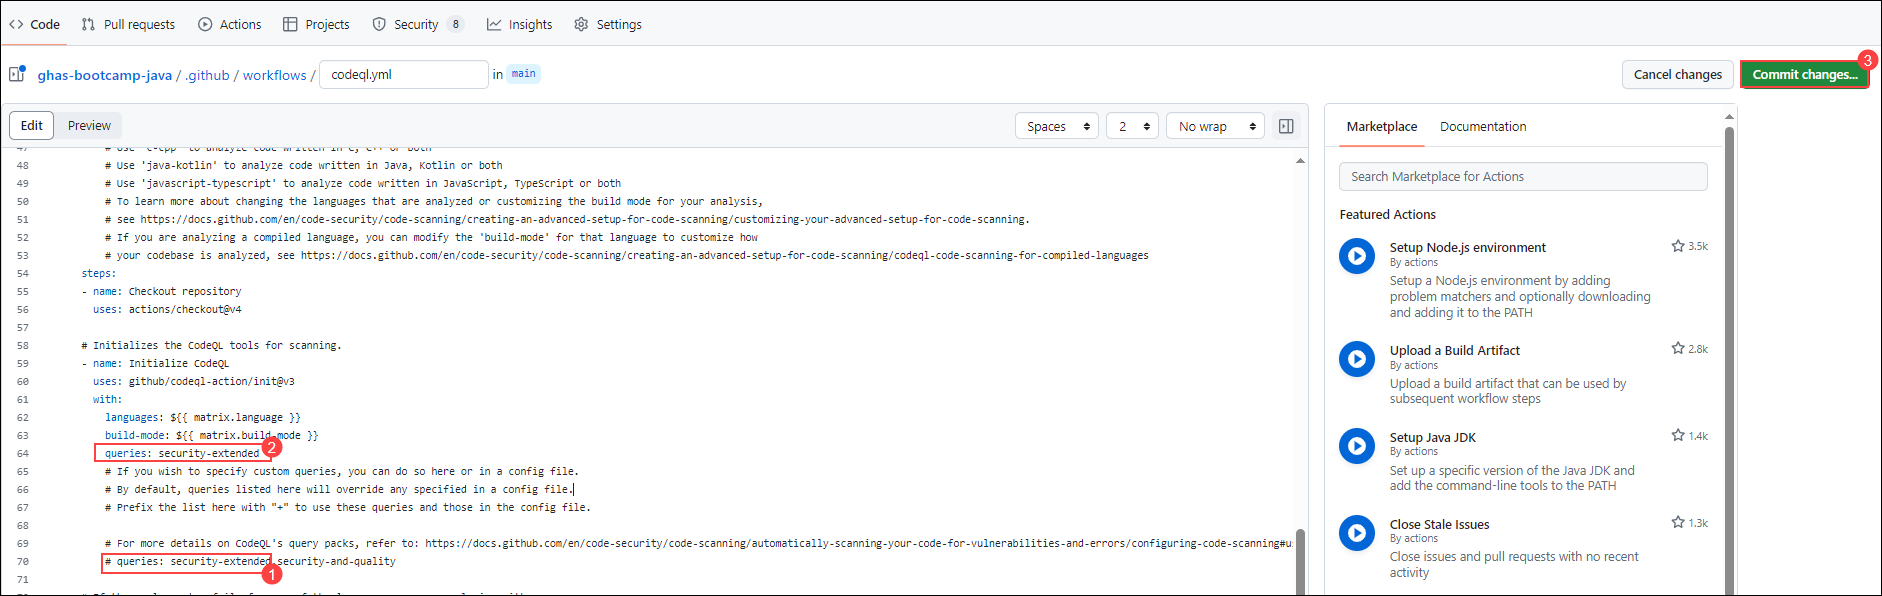 Code Pull requests Actions Projects Security 8 Insights Settings
3
ghas-bootcamp-java / .github / workflows / codeql.yml in main Cancel changes Commit changes...
Edit Preview Spaces 2 No wrap
Marketplace Documentation
48 # Use 'java-kotlin' to analyze code written in Java, Kotlin or both
49 # Use 'javascript-typescript' to analyze code written in JavaScript, TypeScript or both
50 # To learn more about changing the languages that are analyzed or customizing the build mode for your analysis,
51 # see https://docs.github.com/en/code-security/code-scanning/creating-an-advanced-setup-for-code-scanning/customizing-your-advanced-setup-for-code-scanning.
52 # If you are analyzing a compiled language, you can modify the 'build-mode' for that language to customize how
53 # your codebase is analyzed, see https://docs.github.com/en/code-security/code-scanning/creating-an-advanced-setup-for-code-scanning/codeql-code-scanning-for-compiled-languages
54 steps:
55 - name: Checkout repository
56 uses: actions/checkout@v4
57
58 # Initializes the CodeQL tools for scanning.
59 - name: Initialize CodeQL
60 uses: github/codeql-action/init@v3
61 with:
62 languages: ${{ matrix.language }}
63 build-mode: ${{ matrix.build-mode }}
2
64 queries: security-extended
65 # If you wish to specify custom queries, you can do so here or in a config file.
66 # By default, queries listed here will override any specified in a config file.
67 # Prefix the list here with "+" to use these queries and those in the config file.
68
69 # For more details on CodeQL's query packs, refer to: https://docs.github.com/en/code-security/code-scanning/automatically-scanning-your-code-for-vulnerabilities-and-errors/configuring-code-scanning#u
70 # queries: security-extended,security-and-quality
1
71
Search Marketplace for Actions
Featured Actions
Setup Node.js environment 3.5k
By actions
Setup a Node.js environment by adding
problem matchers and optionally downloading
and adding it to the PATH
Upload a Build Artifact 2.8k
By actions
Upload a build artifact that can be used by
subsequent workflow steps
Setup Java JDK 1.4k
By actions
Set up a specific version of the Java JDK and
add the command-line tools to the PATH
Close Stale Issues 1.3k
By actions
Close issues and pull requests with no recent
activity